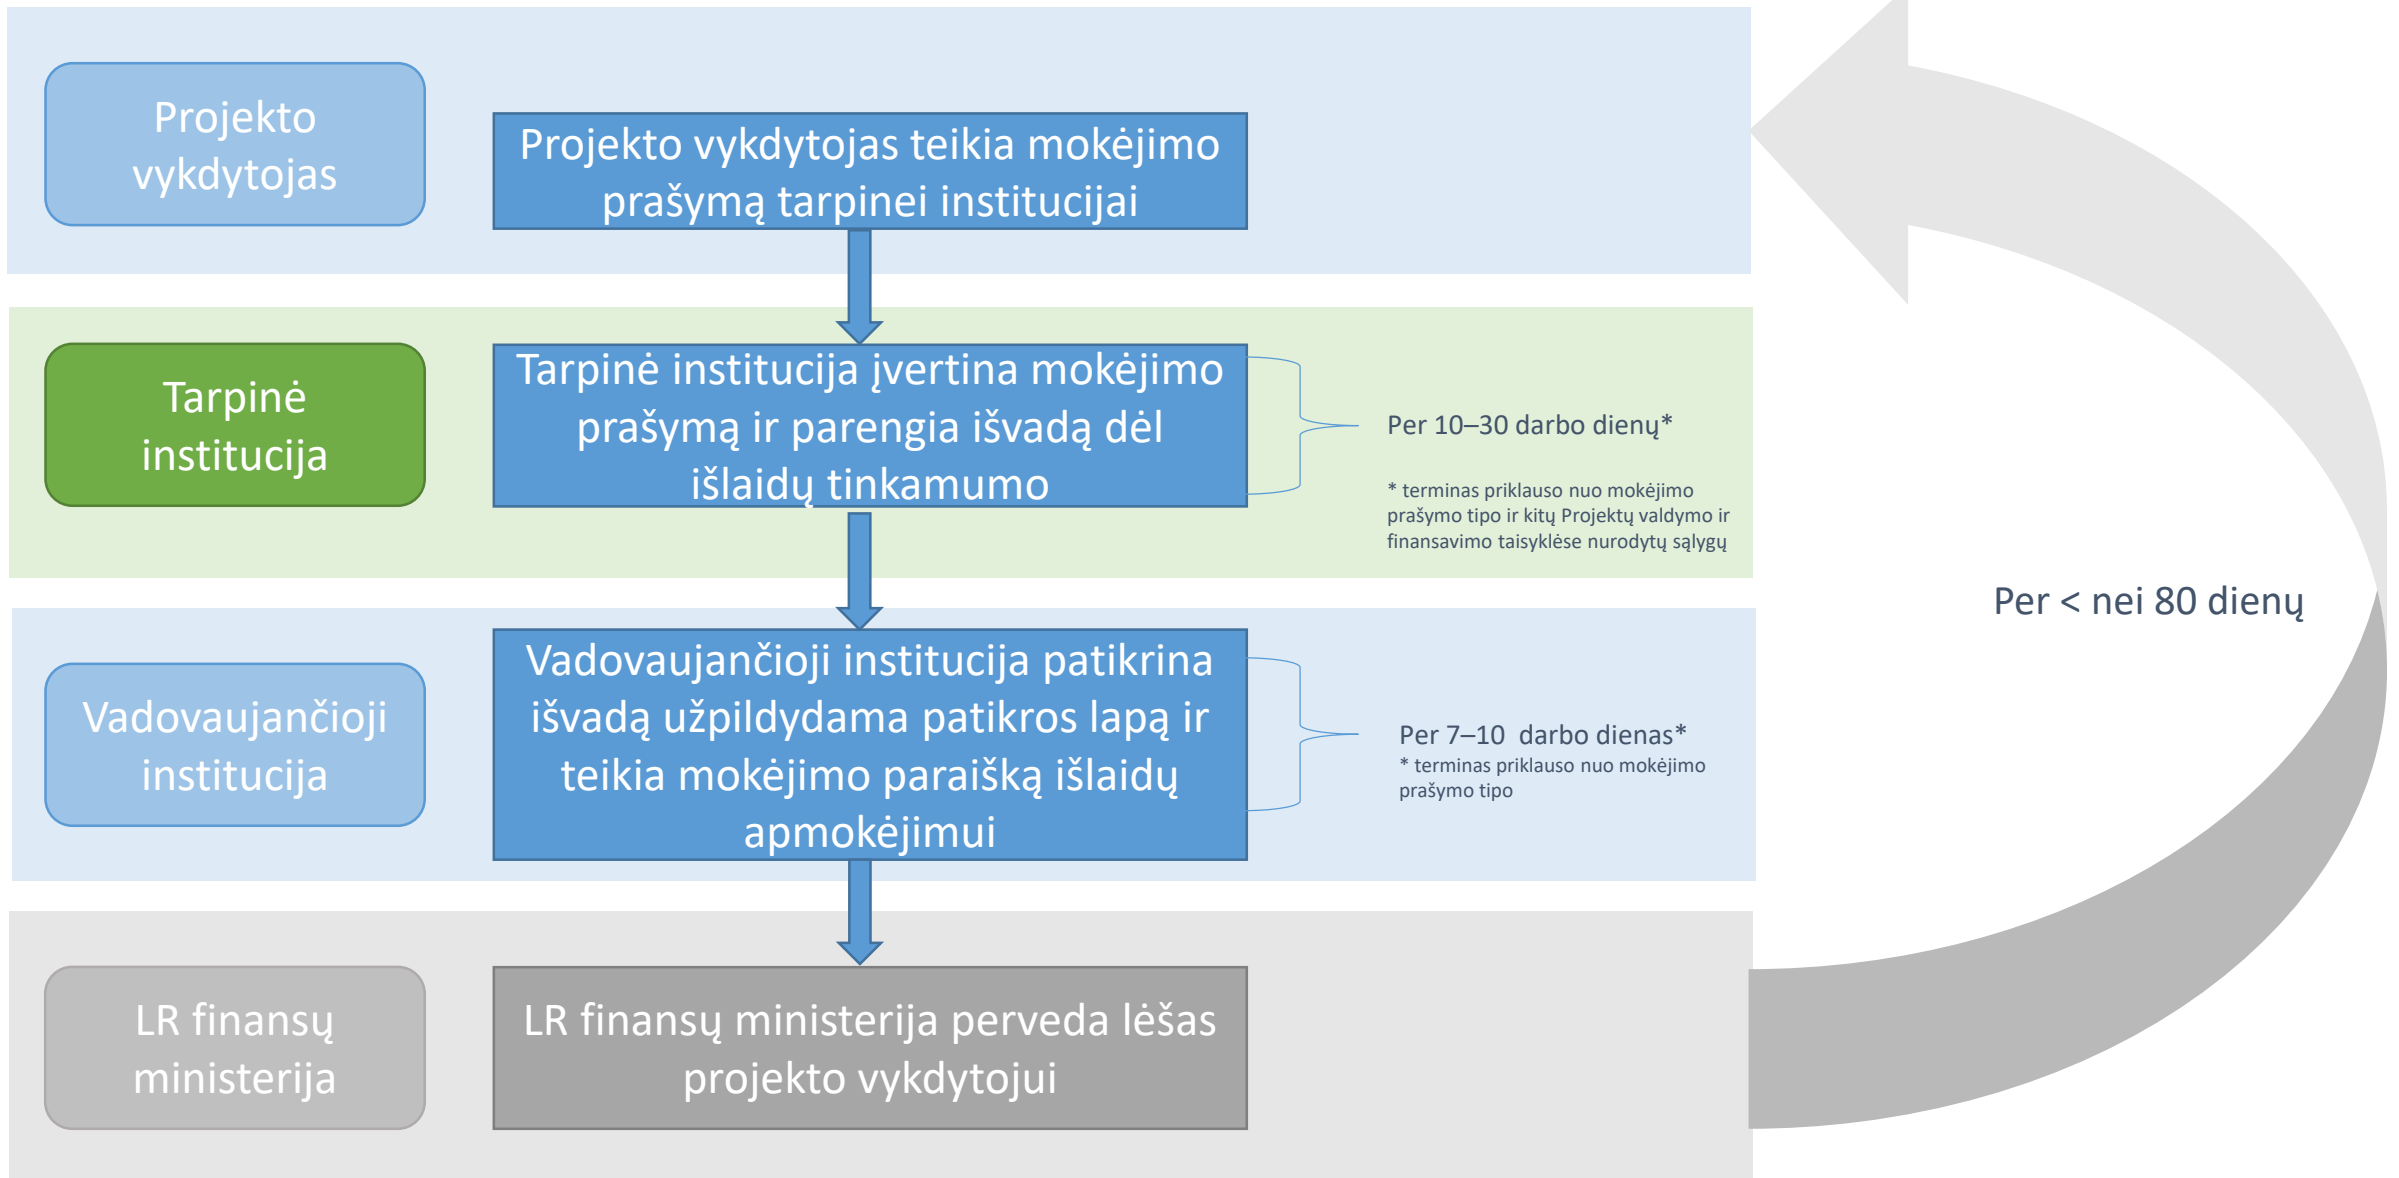 Projekto
vykdytojas
Projekto vykdytojas teikia mokėjimo
prašymą tarpinei institucijai
Tarpinė
institucija
Tarpinė institucija įvertina mokėjimo
prašymą ir parengia išvadą dėl
išlaidų tinkamumo
Per 10–30 darbo dienų*
* terminas priklauso nuo mokėjimo
prašymo tipo ir kitų Projektų valdymo ir
finansavimo taisyklėse nurodytų sąlygų
Per < nei 80 dienų
Vadovaujančioji
institucija
Vadovaujančioji institucija patikrina
išvadą užpildydama patikros lapą ir
teikia mokėjimo paraišką išlaidų
apmokėjimui
Per 7–10  darbo dienas*
* terminas priklauso nuo mokėjimo
prašymo tipo
LR finansų
ministerija
LR finansų ministerija perveda lėšas
projekto vykdytojui